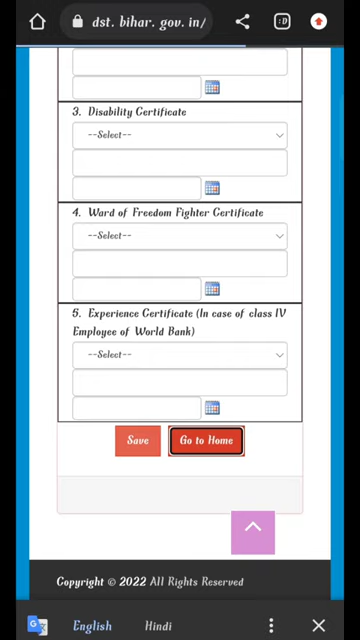 dst. bihar. gov. in/
:D
3. Disability Certificate
--Select--
4. Ward of Freedom Fighter Certificate
--Select--
5. Experience Certificate (In case of class IV
Employee of World Bank)
--Select--
Save Go to Home
Copyright © 2022 All Rights Reserved
English Hindi